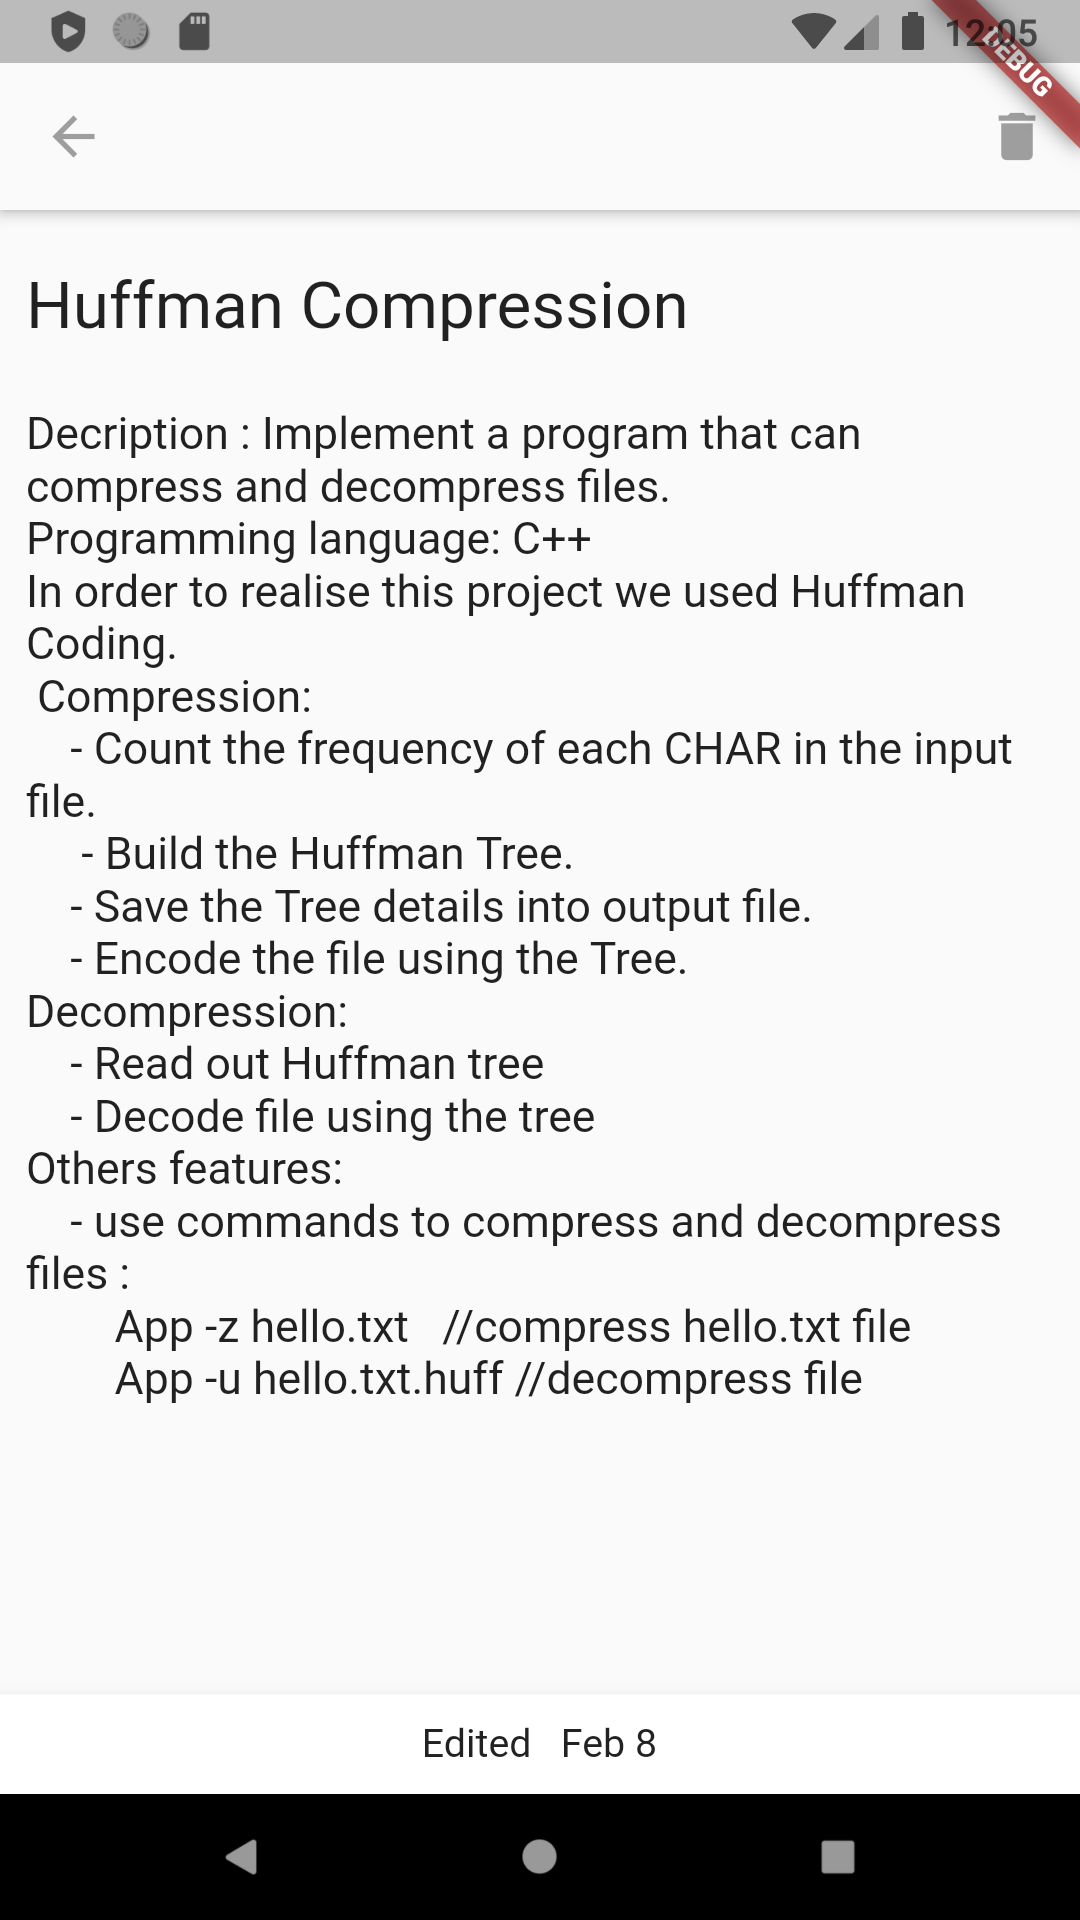 12:05
DEBUG
Huffman Compression
Decription : Implement a program that can
compress and decompress files.
Programming language: C++
In order to realise this project we used Huffman
Coding.
Compression:
- Count the frequency of each CHAR in the input
file.
- Build the Huffman Tree.
- Save the Tree details into output file.
- Encode the file using the Tree.
Decompression:
- Read out Huffman tree
- Decode file using the tree
Others features:
- use commands to compress and decompress
files :
App -z hello.txt   //compress hello.txt file
App -u hello.txt.huff //decompress file
Edited   Feb 8